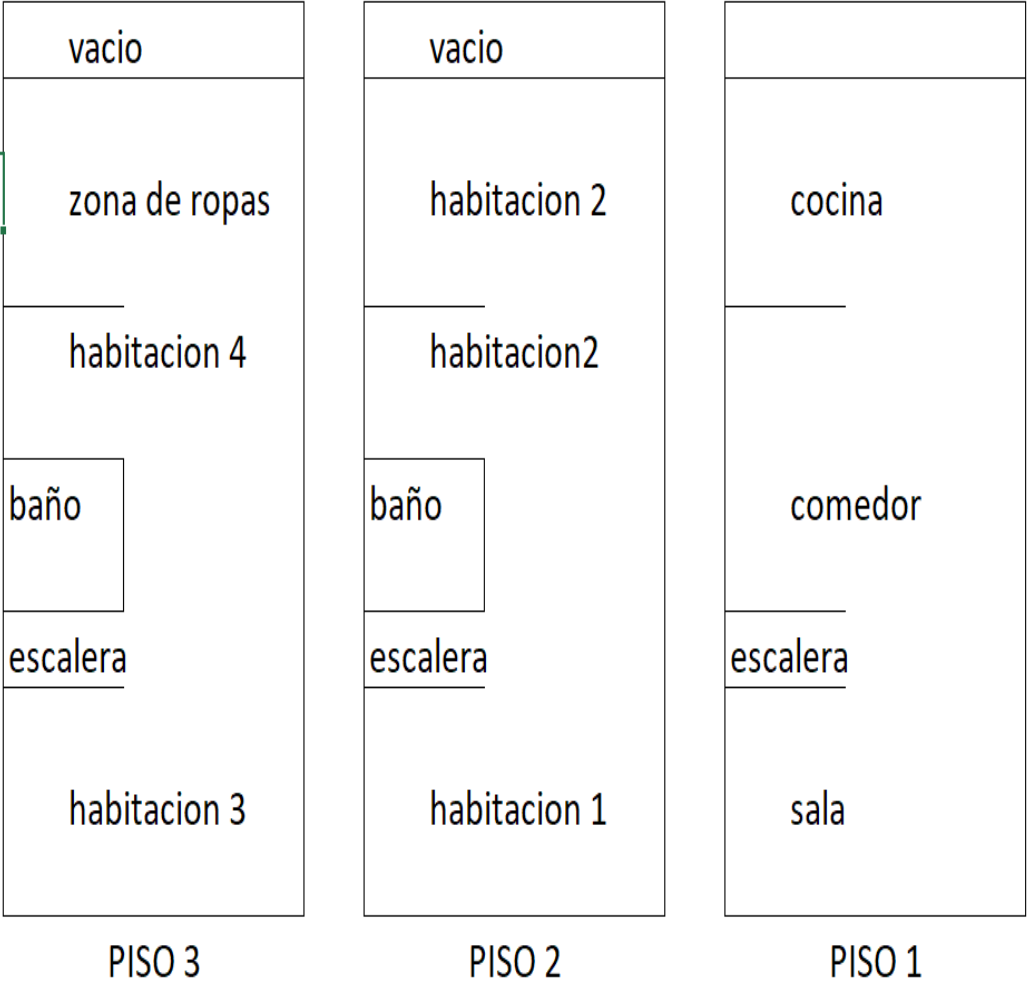 vacio
zona de ropas
habitacion 4
baño
escalera
habitacion 3
PISO 3
vacio
habitacion 2
habitacion2
baño
escalera
habitacion 1
PISO 2
cocina
comedor
escalera
sala
PISO 1